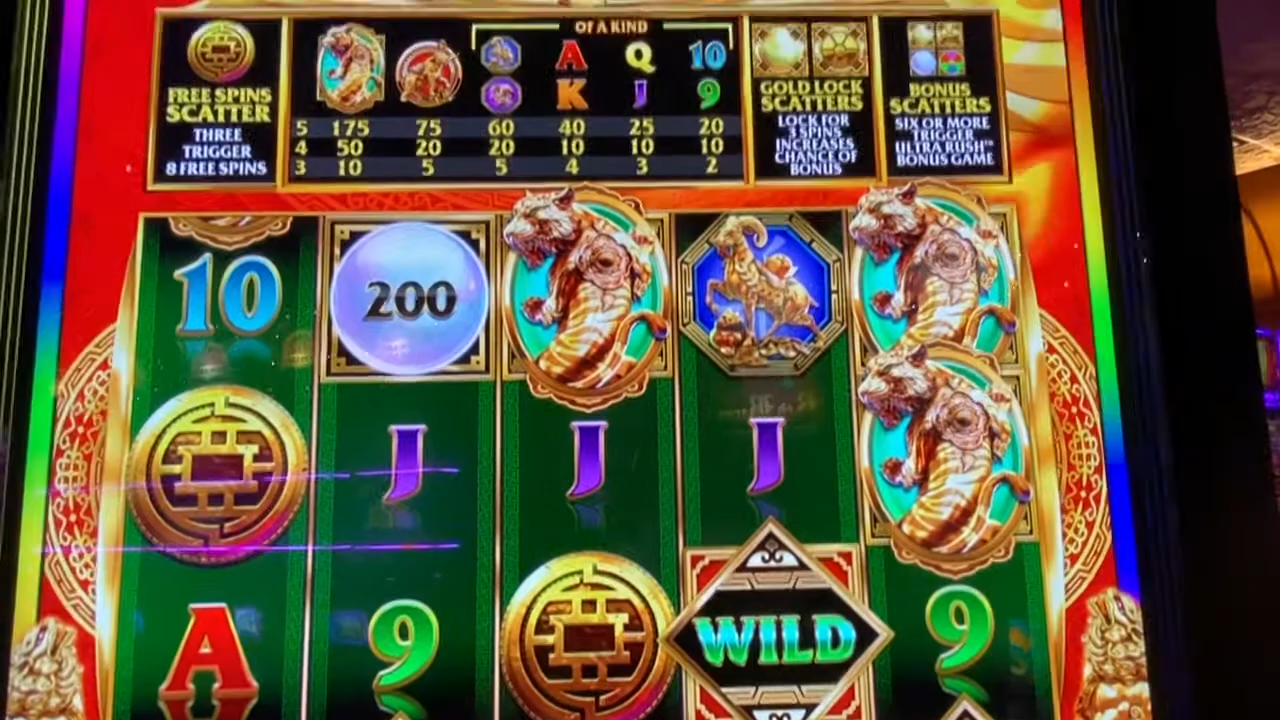 OF A KIND
FREE SPINS
SCATTER
THREE
TRIGGER
8 FREE SPINS
A Q 10
K J 9
5 175 75 60 40 25 20
4 50 20 20 10 10 10
3 10 5 5 4 3 2
GOLD LOCK
SCATTERS
LOCK FOR
3 SPINS
INCREASES
CHANCE OF
BONUS
BONUS
SCATTERS
SIX OR MORE
TRIGGER
ULTRA RUSH™
BONUS GAME
10 200
J J J
A 9 WILD 9